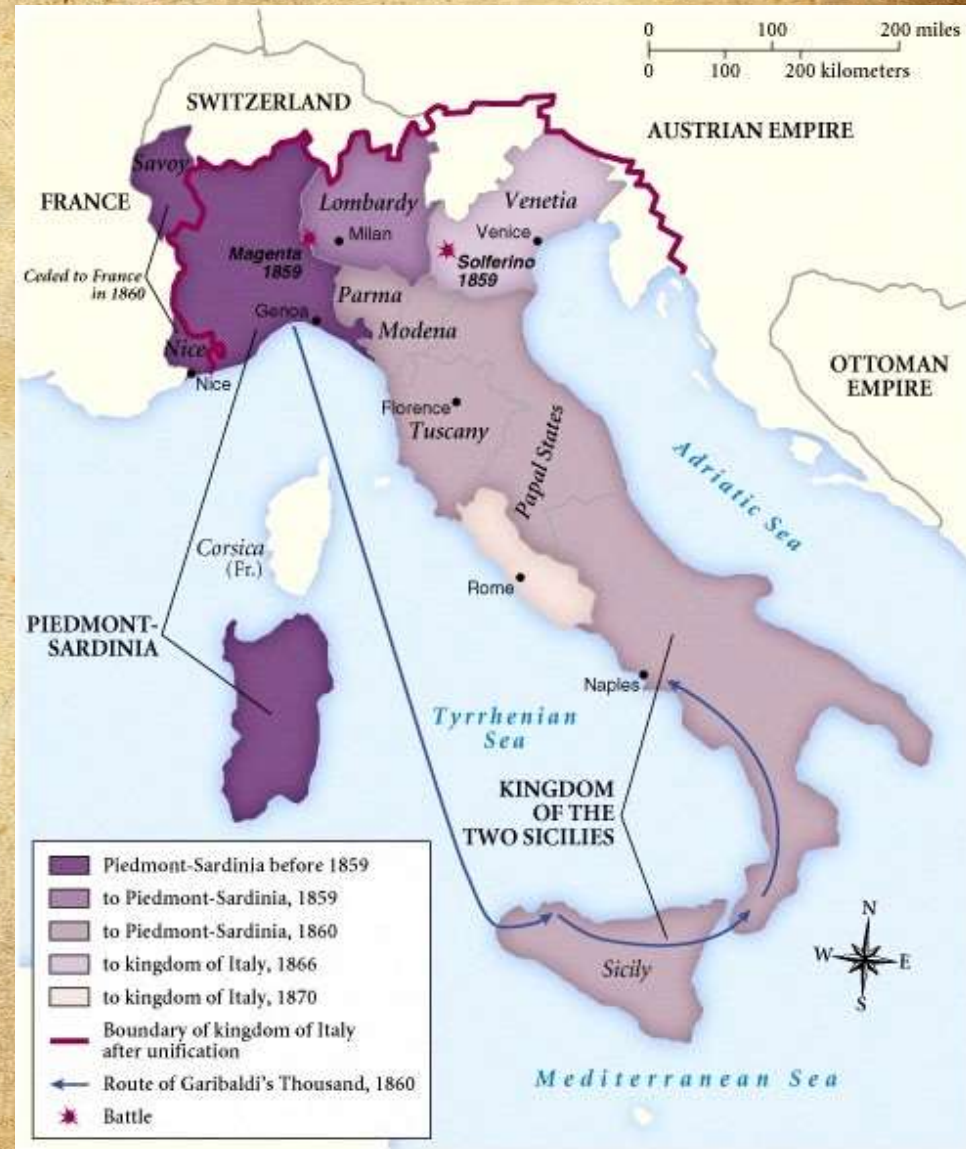 0 100 200 miles
0 100 200 kilometers
SWITZERLAND
AUSTRIAN EMPIRE
Savoy
FRANCE
Lombardy
Venetia
Milan
Venice
Magenta
1859
Solferino
1859
Ceded to France
in 1860
Parma
Genoa
Modena
Nice
Nice
OTTOMAN
EMPIRE
Florence
Tuscany
Papal States
Adriatic Sea
Corsica
(Fr.)
Rome
PIEDMONT-
SARDINIA
Naples
Tyrrhenian
Sea
KINGDOM
OF THE
TWO SICILIES
Piedmont-Sardinia before 1859
to Piedmont-Sardinia, 1859
to Piedmont-Sardinia, 1860
to kingdom of Italy, 1866
to kingdom of Italy, 1870
Boundary of kingdom of Italy
after unification
Route of Garibaldi's Thousand, 1860
Battle
Sicily
N
W E
S
Mediterranean Sea